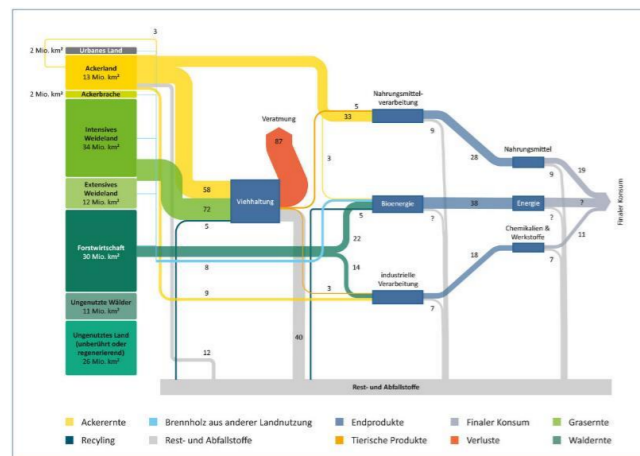 3
2 Mio. km²
Urbanes Land
Ackerland
13 Mio. km²
2 Mio. km²
Ackerbrache
Intensives
Weideland
34 Mio. km²
Extensives
Weideland
12 Mio. km²
Forstwirtschaft
30 Mio. km²
Ungenutzte Wälder
11 Mio. km²
Ungenutztes Land
(unberührt oder
regenerierend)
26 Mio. km²
58
72
5
8
9
12
Viehhaltung
Veratmung
87
40
3
3
5
33
Nahrungsmittel-
verarbeitung
9
28
Nahrungsmittel
9
19
5
Bioenergie
?
38
Energie
?
?
Finaler Konsum
22
14
industrielle
Verarbeitung
7
18
Chemikalien &
Werkstoffe
7
11
Rest- und Abfallstoffe
Ackerernte
Brennholz aus anderer Landnutzung
Endprodukte
Finaler Konsum
Grasernte
Recyling
Rest- und Abfallstoffe
Tierische Produkte
Verluste
Waldernte